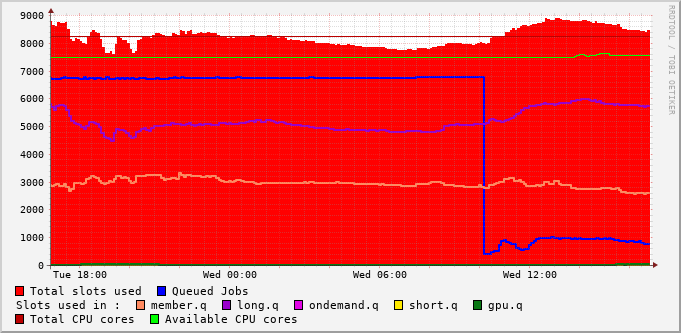 9000
8000
7000
6000
5000
4000
3000
2000
1000
0
Tue 18:00 Wed 00:00 Wed 06:00 Wed 12:00
RRDTOOL / TOBI OETIKER
Total slots used Queued Jobs
Slots used in : member.q long.q ondemand.q short.q gpu.q
Total CPU cores Available CPU cores